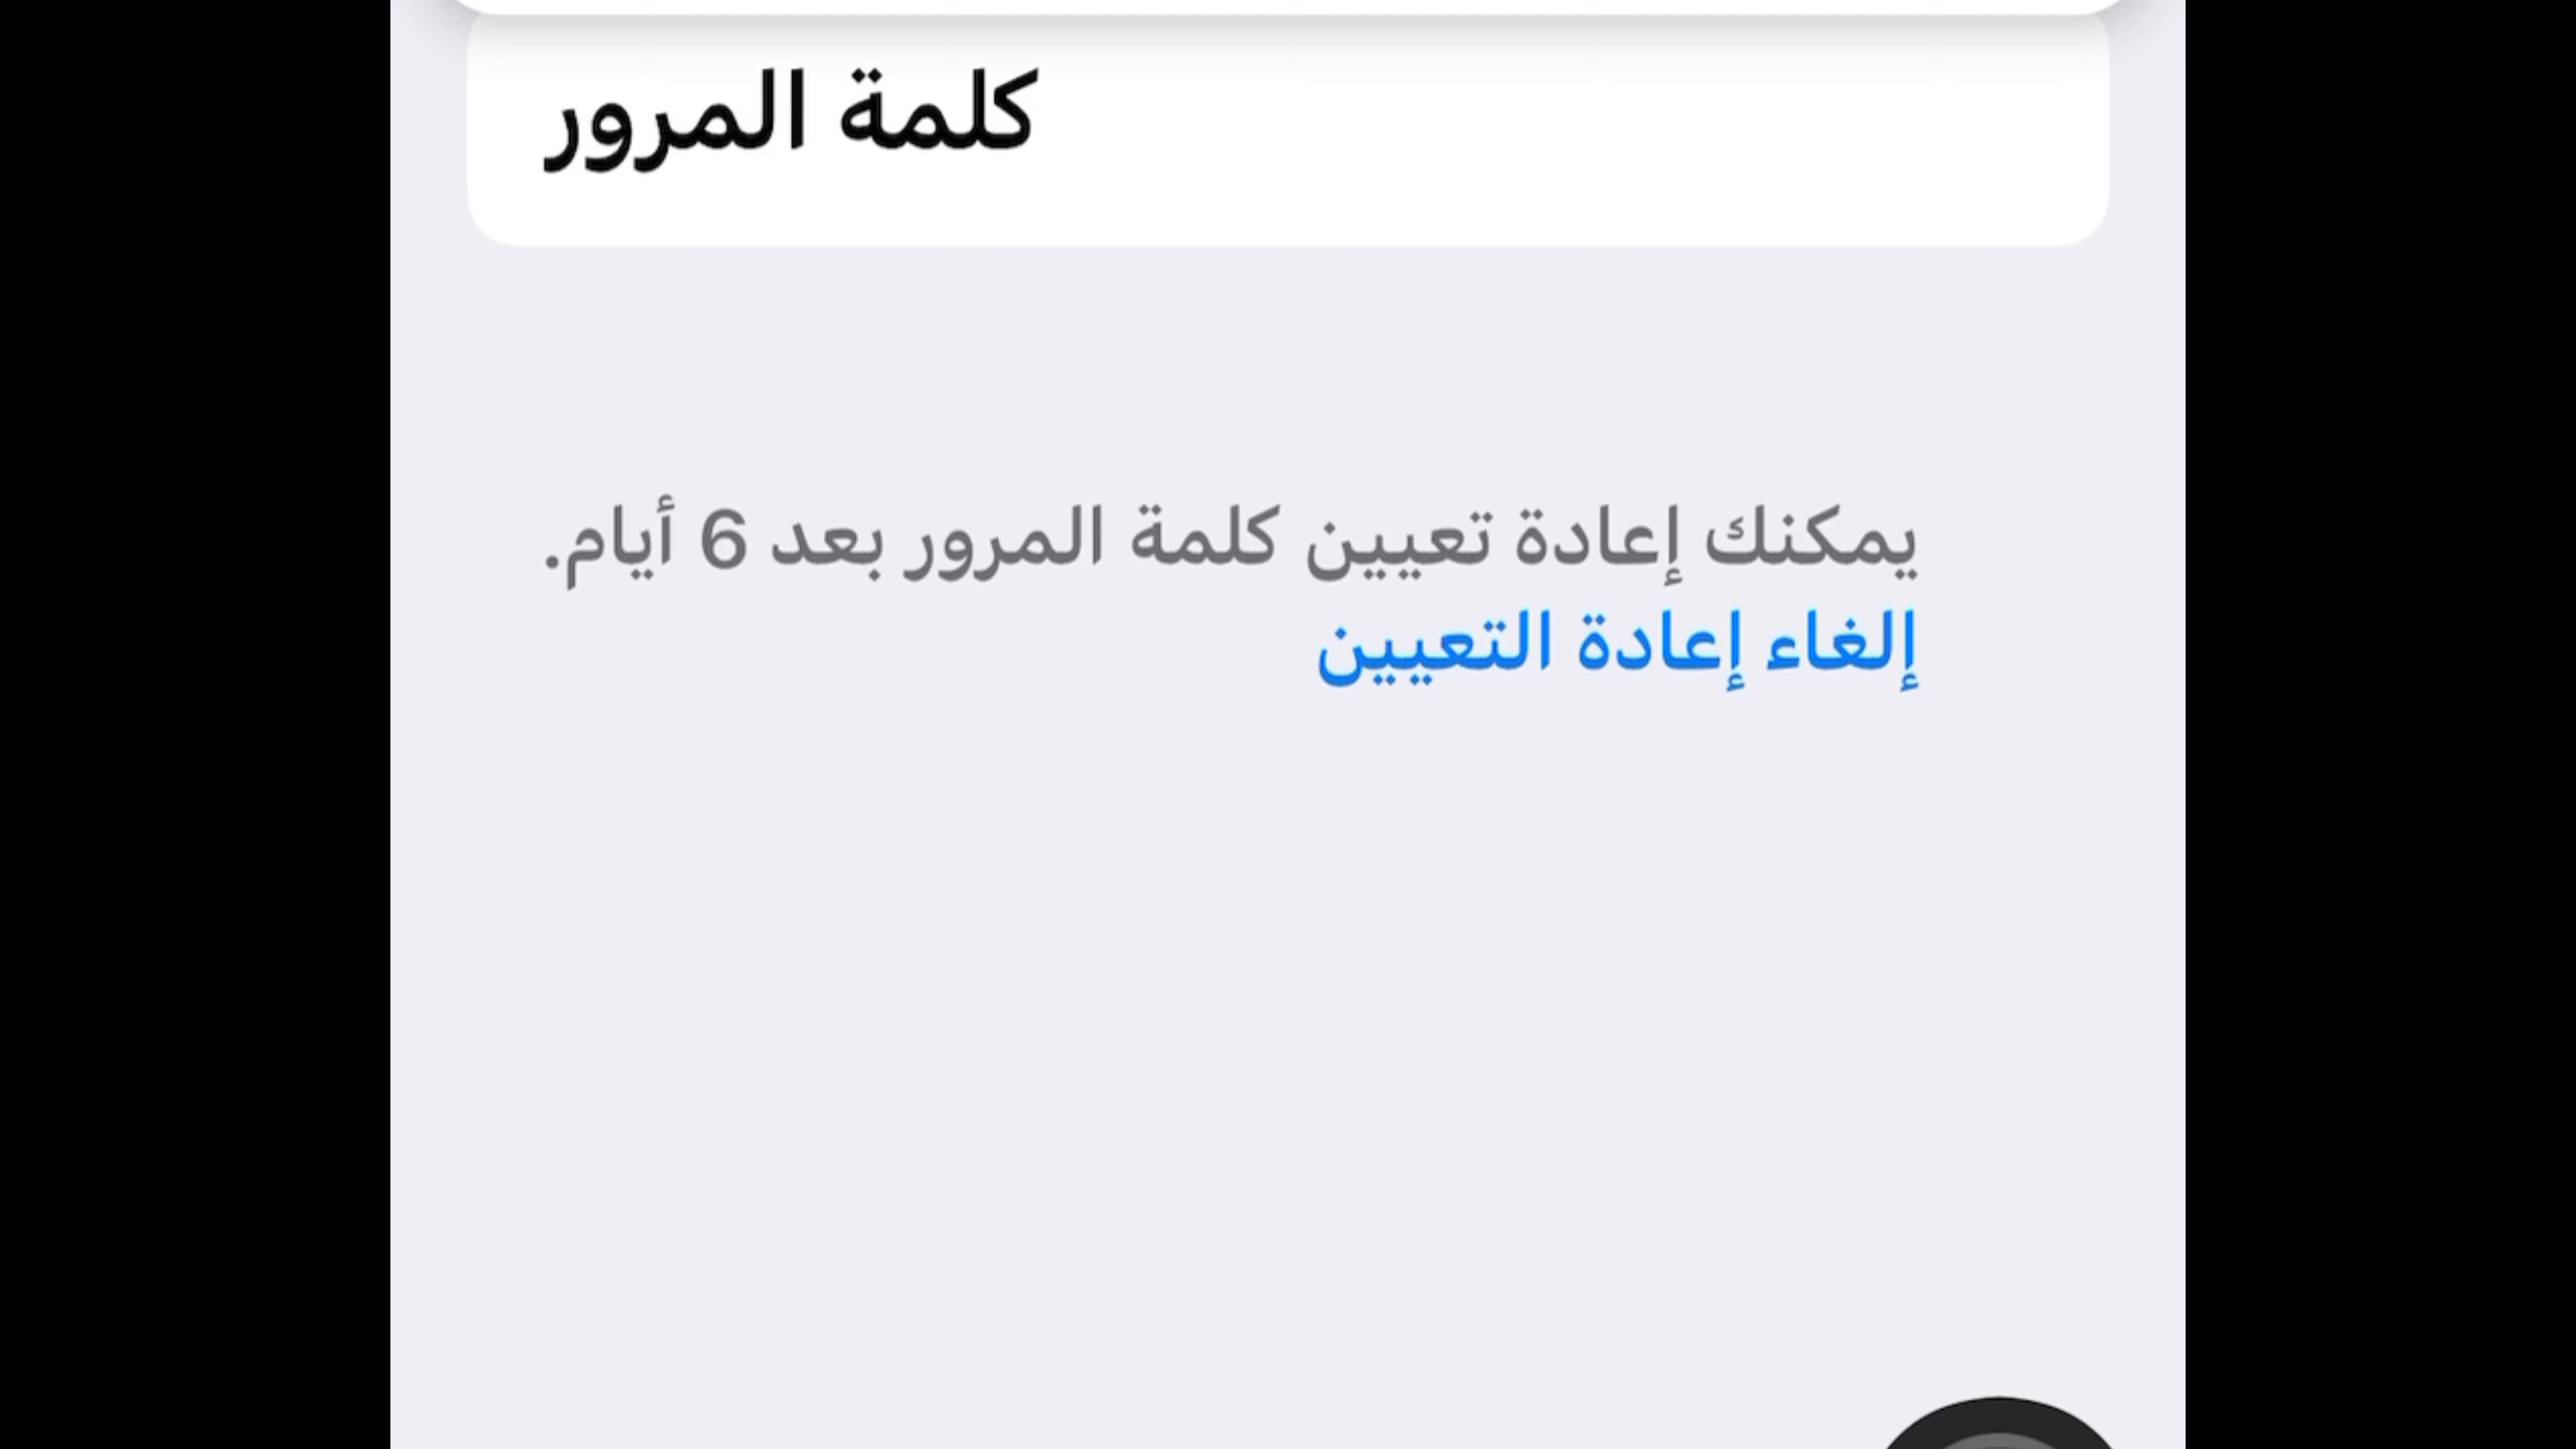 كلمة المرور
يمكنك إعادة تعيين كلمة المرور بعد 6 أيام.
إلغاء إعادة التعيين